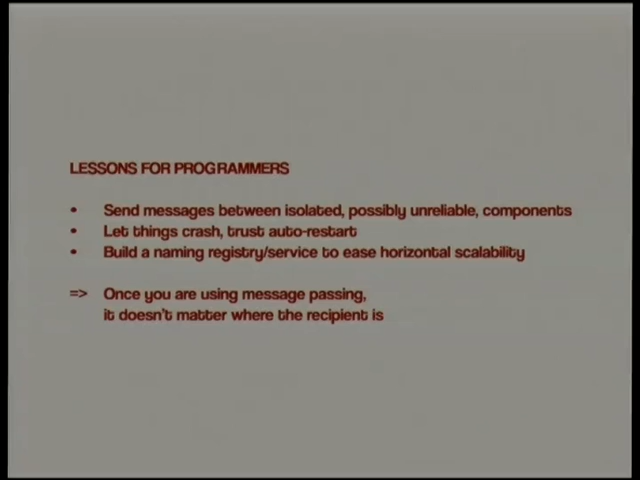 LESSONS FOR PROGRAMMERS
• Send messages between isolated, possibly unreliable, components
• Let things crash, trust auto-restart
• Build a naming registry/service to ease horizontal scalability
=> Once you are using message passing,
it doesn't matter where the recipient is